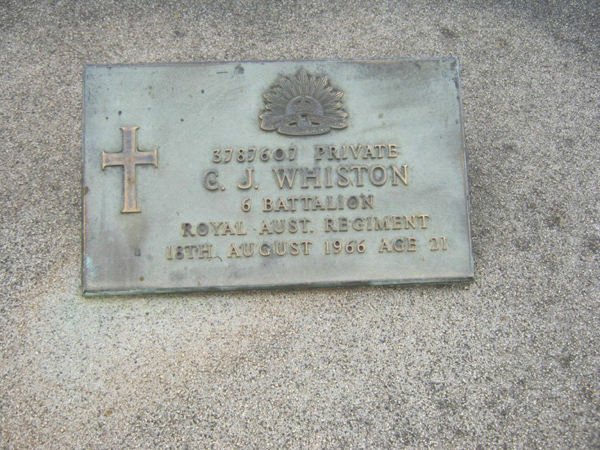 3787607 PRIVATE
C. J. WHISTON
6 BATTALION
ROYAL AUST. REGIMENT
18TH AUGUST 1966 AGE 21